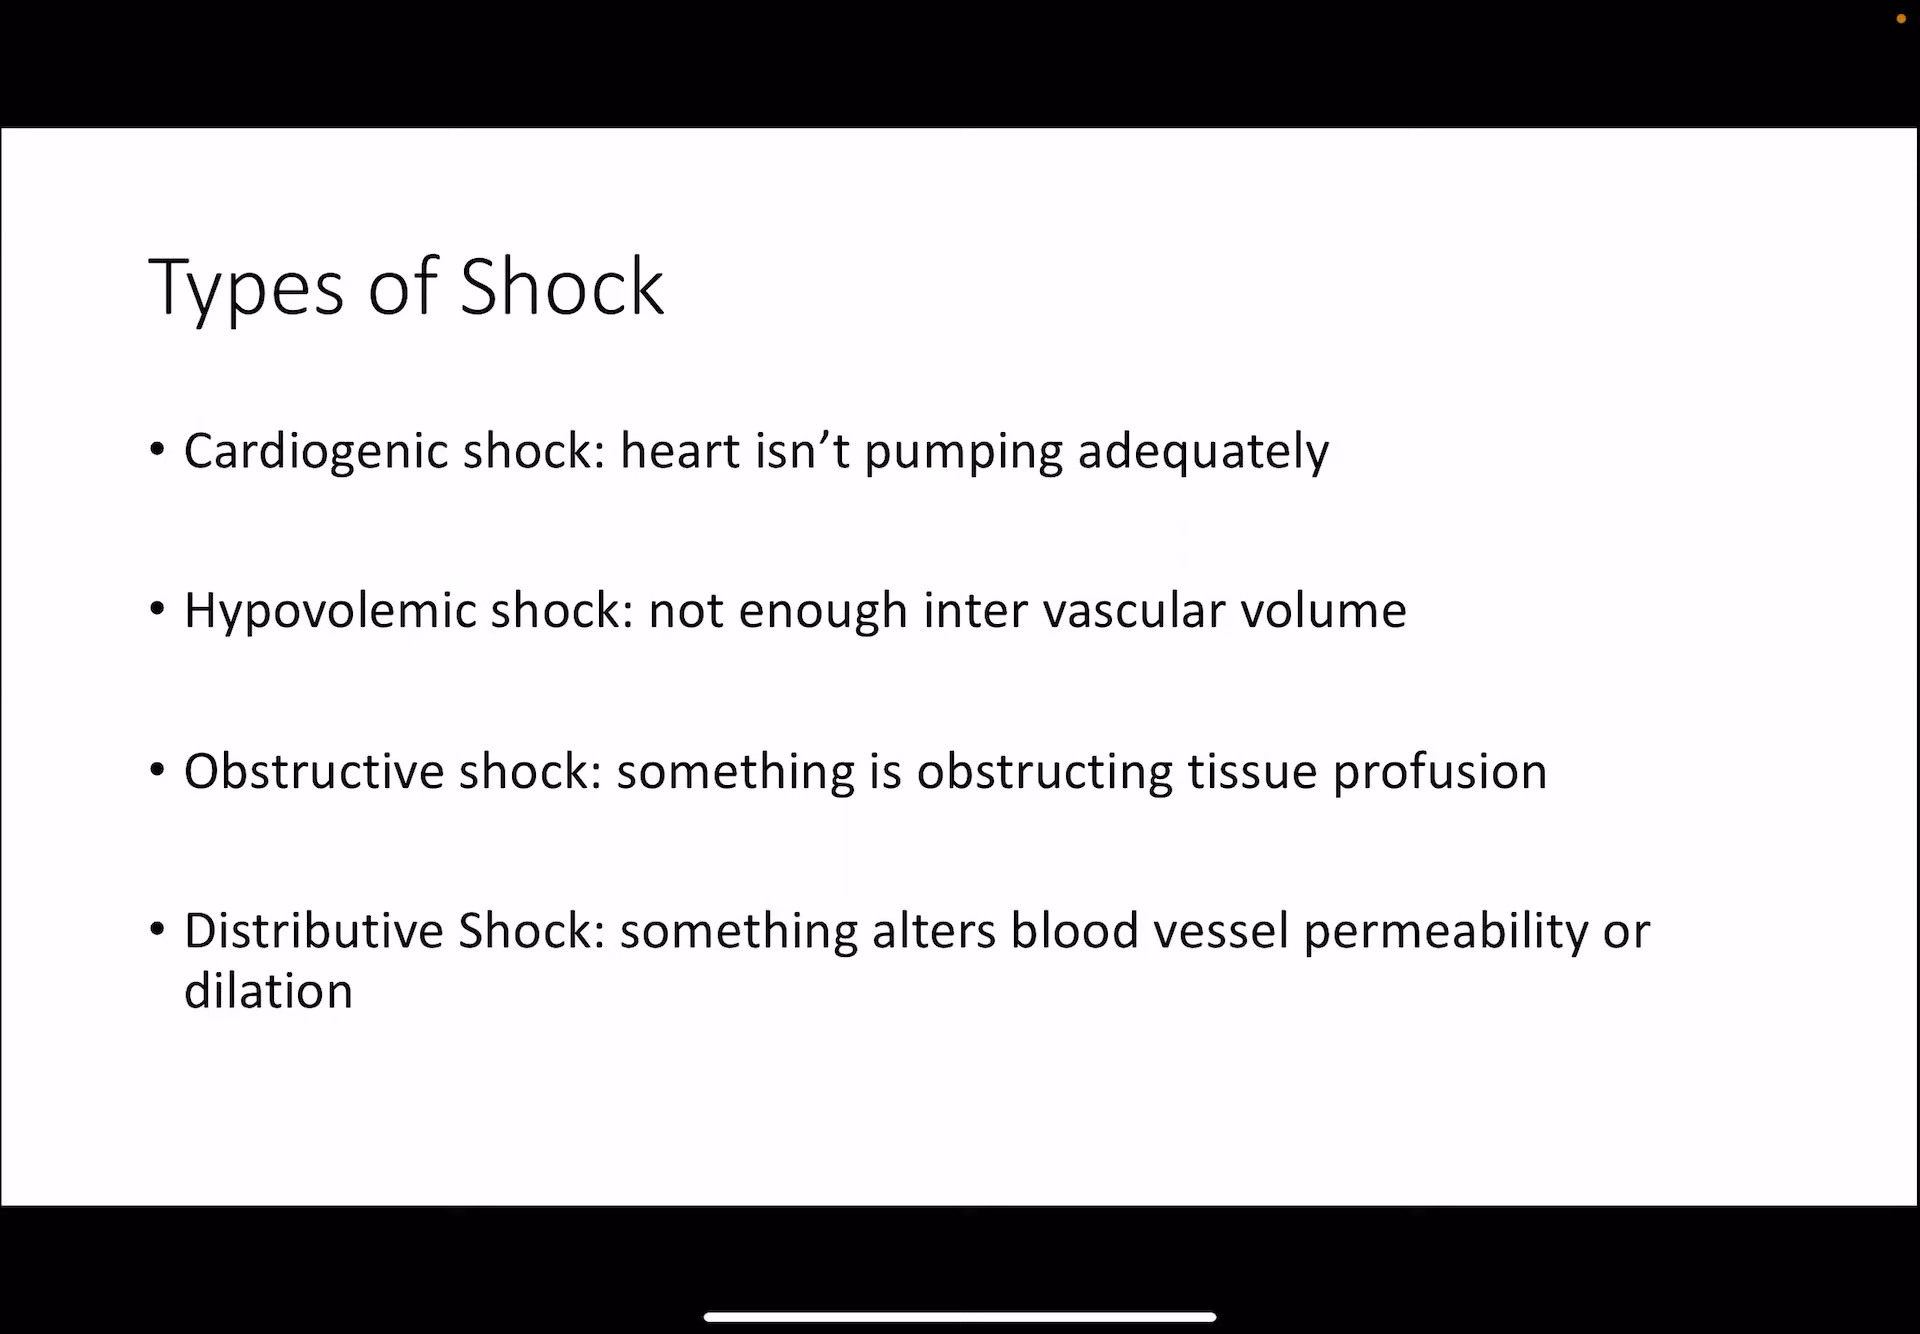 Types of Shock
• Cardiogenic shock: heart isn’t pumping adequately
• Hypovolemic shock: not enough inter vascular volume
• Obstructive shock: something is obstructing tissue profusion
• Distributive Shock: something alters blood vessel permeability or
dilation